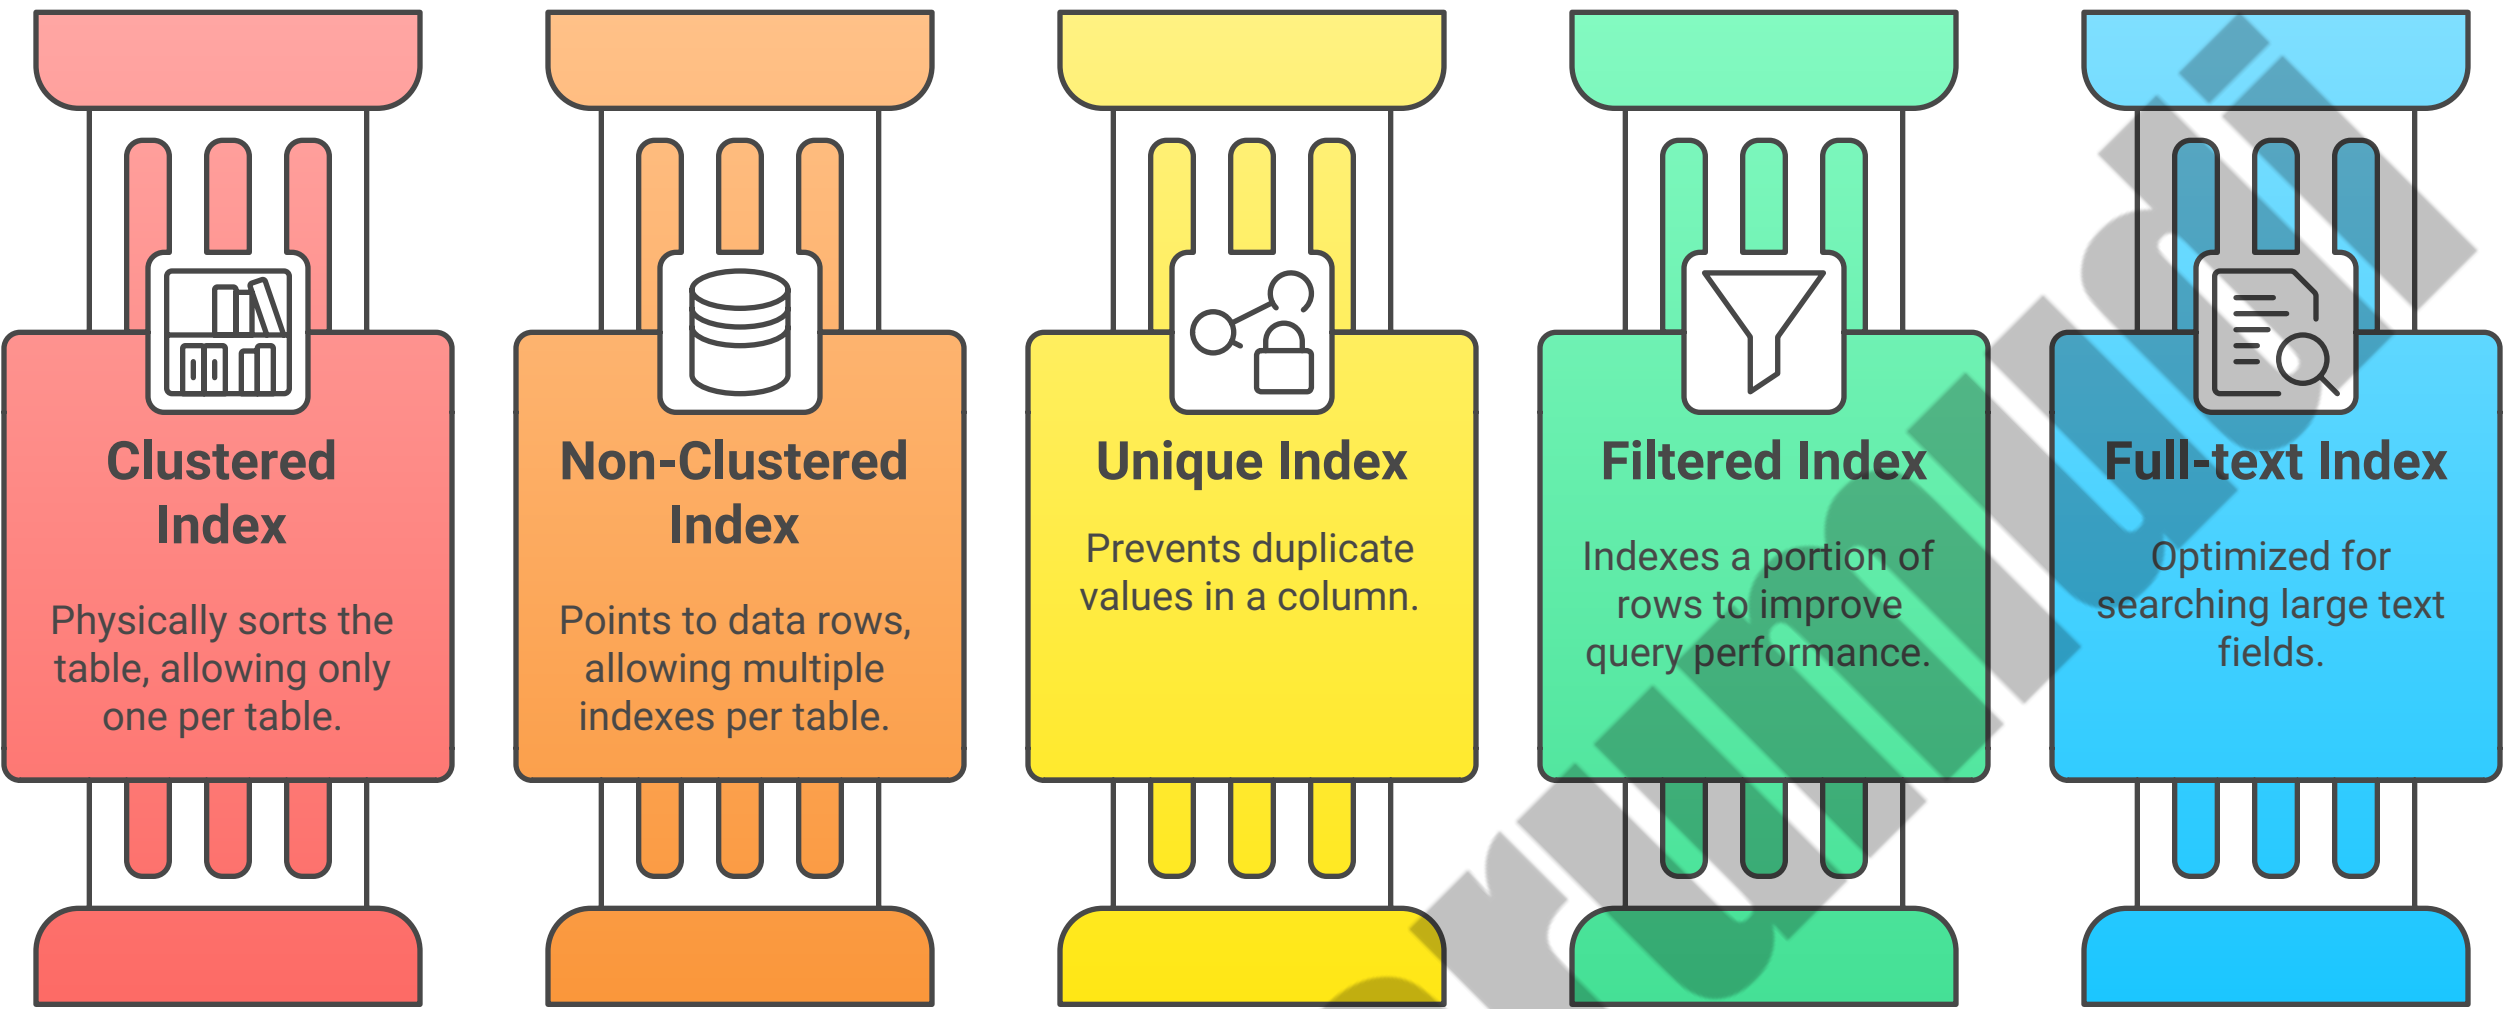 Clustered
Index
Physically sorts the
table, allowing only
one per table.
Non-Clustered
Index
Points to data rows,
allowing multiple
indexes per table.
Unique Index
Prevents duplicate
values in a column.
Filtered Index
Indexes a portion of
rows to improve
query performance.
Full-text Index
Optimized for
searching large text
fields.